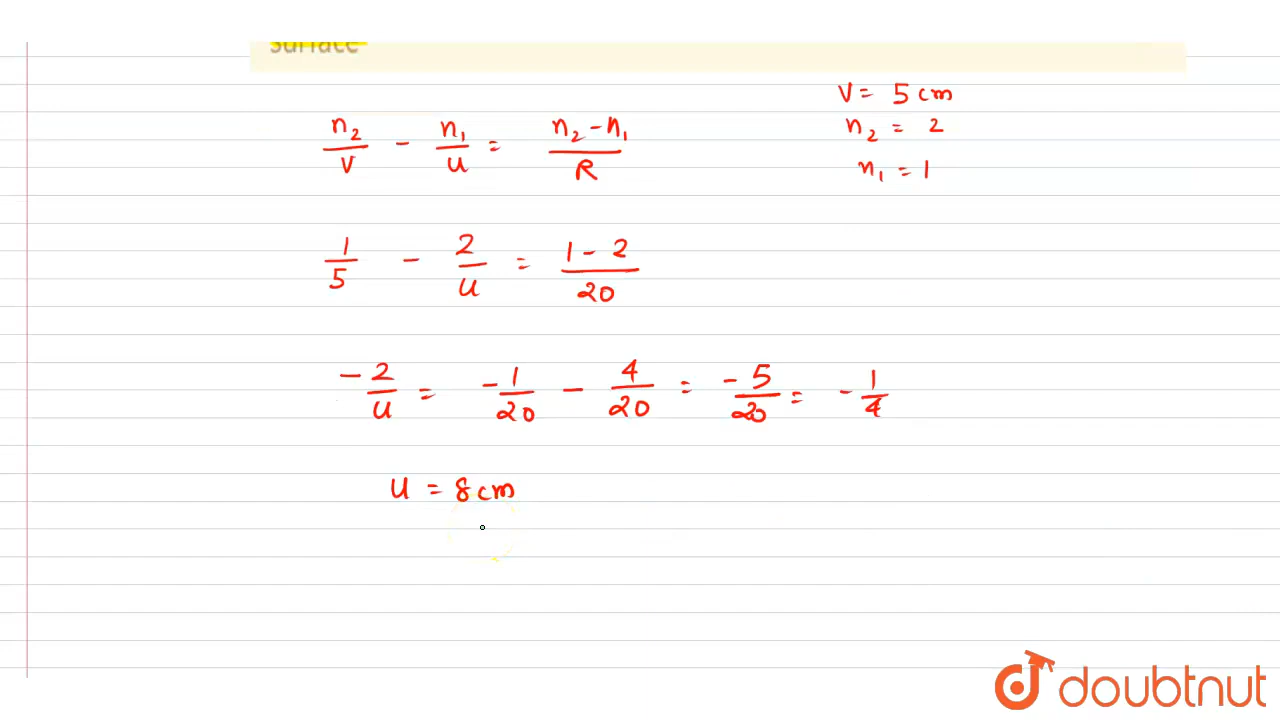 Surface
n₂/V - n₁/u = (n₂-n₁)/R
V = 5 cm
n₂ = 2
n₁ = 1
1/5 - 2/u = (1-2)/20
-2/u = -1/20 - 4/20 = -5/20 = -1/4
u = 8 cm
doubtnut